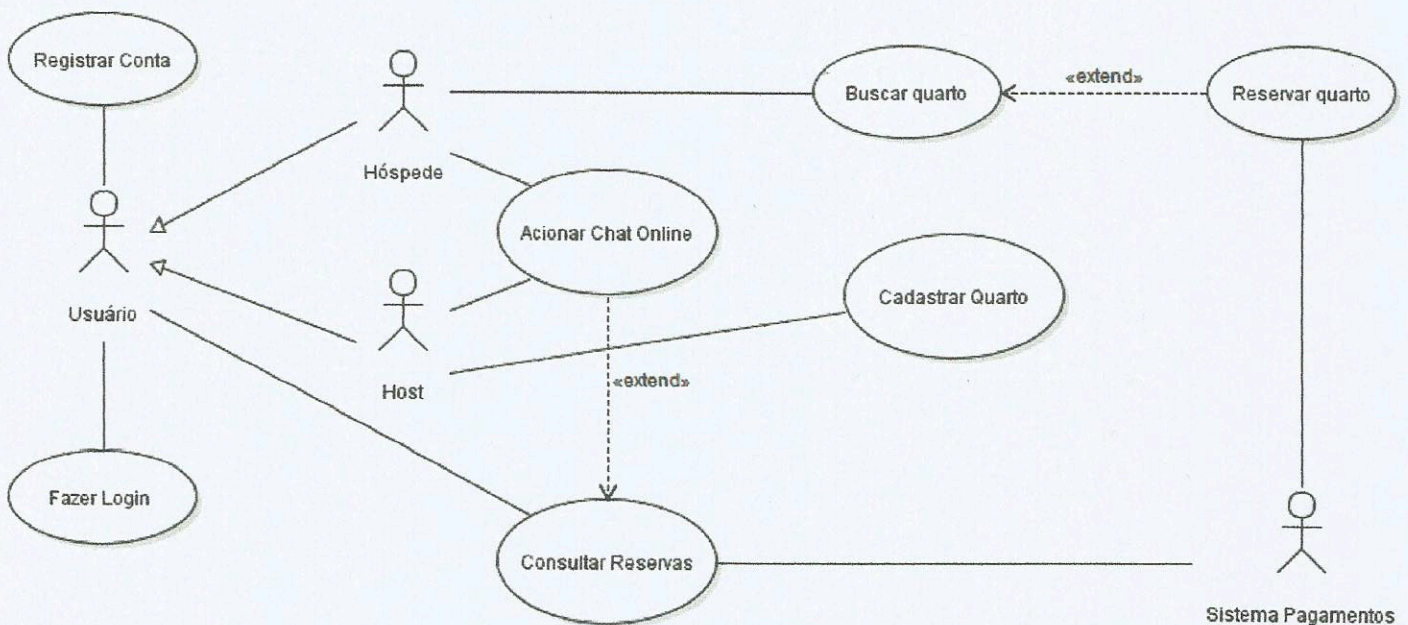 Registrar Conta
Hóspede
Buscar quarto
«extend»
Reservar quarto
Usuário
Acionar Chat Online
Cadastrar Quarto
Host
«extend»
Fazer Login
Consultar Reservas
Sistema Pagamentos